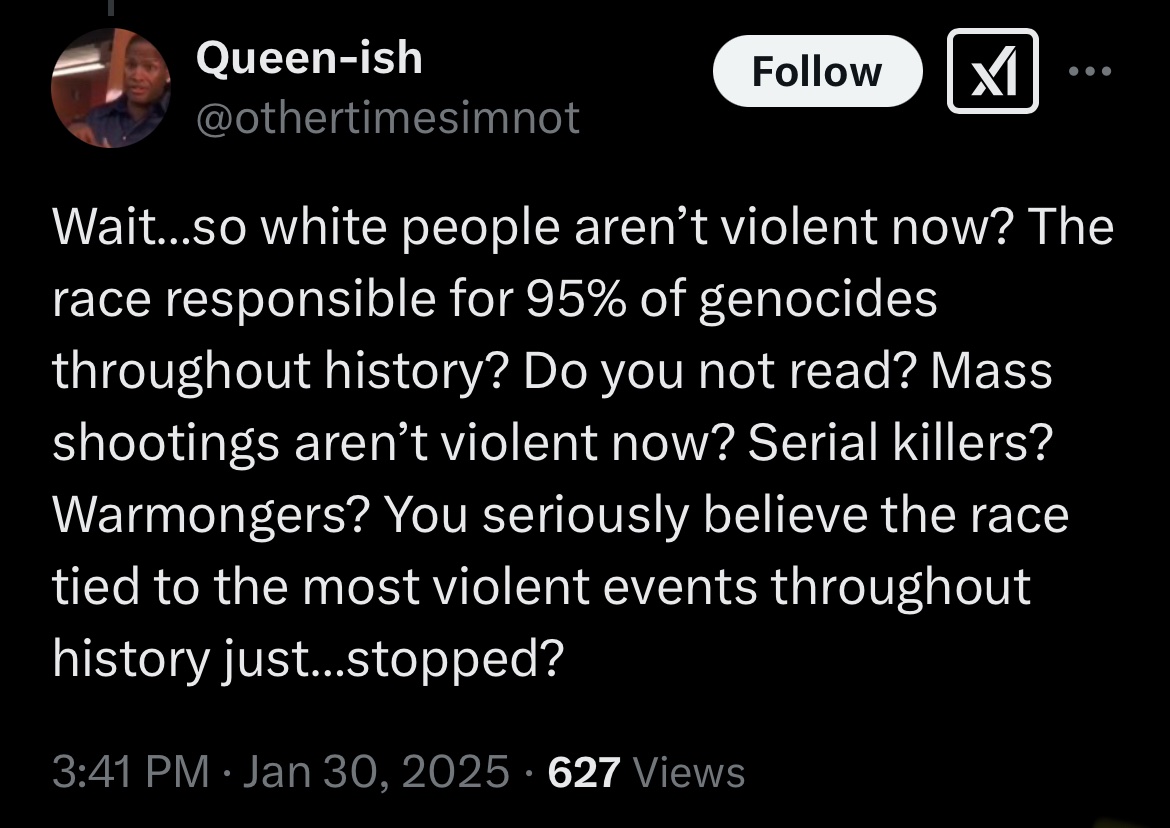 Queen-ish
@othertimesimnot
Follow
Wait...so white people aren’t violent now? The
race responsible for 95% of genocides
throughout history? Do you not read? Mass
shootings aren’t violent now? Serial killers?
Warmongers? You seriously believe the race
tied to the most violent events throughout
history just...stopped?
3:41 PM · Jan 30, 2025 · 627 Views